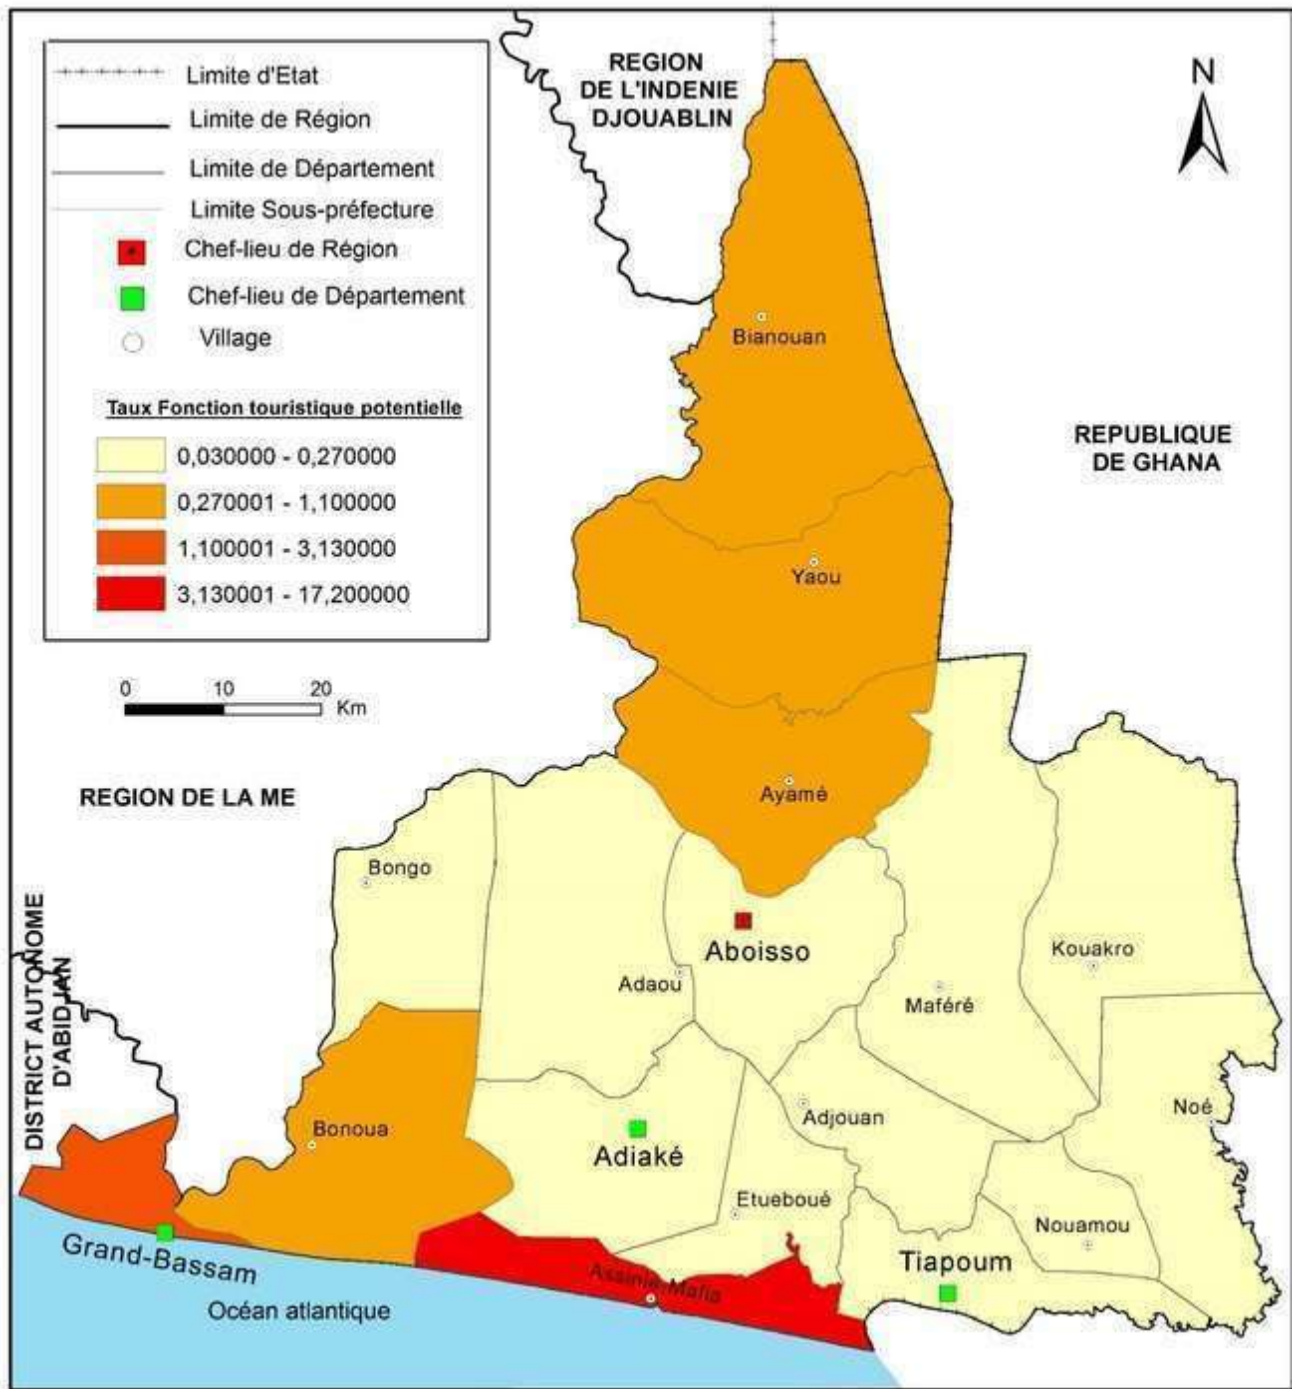 Limite d'Etat
Limite de Région
Limite de Département
Limite Sous-préfecture
Chef-lieu de Région
Chef-lieu de Département
Village
Taux Fonction touristique potentielle
0,030000 - 0,270000
0,270001 - 1,100000
1,100001 - 3,130000
3,130001 - 17,200000
0 10 20
Km
REGION
DE L'INDENIE
DJOUABLIN
N
REPUBLIQUE
DE GHANA
Bianouan
Yaou
Ayamé
REGION DE LA ME
Bongo
DISTRICT AUTONOME
D'ABIDJAN
Aboisso
Adaou
Kouakro
Maféré
Bonoua
Adiaké
Adjouan
Noé
Etueboué
Nouamou
Tiapoum
Grand-Bassam
Assinie-Mafia
Océan atlantique